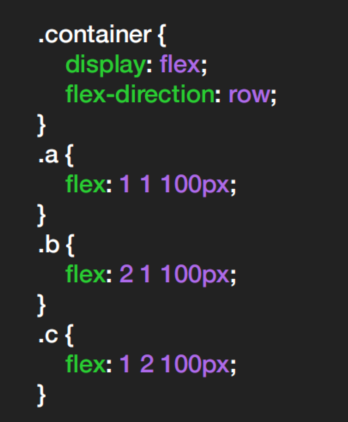 .container {
display: flex;
flex-direction: row;
}
.a {
flex: 1 1 100px;
}
.b {
flex: 2 1 100px;
}
.c {
flex: 1 2 100px;
}